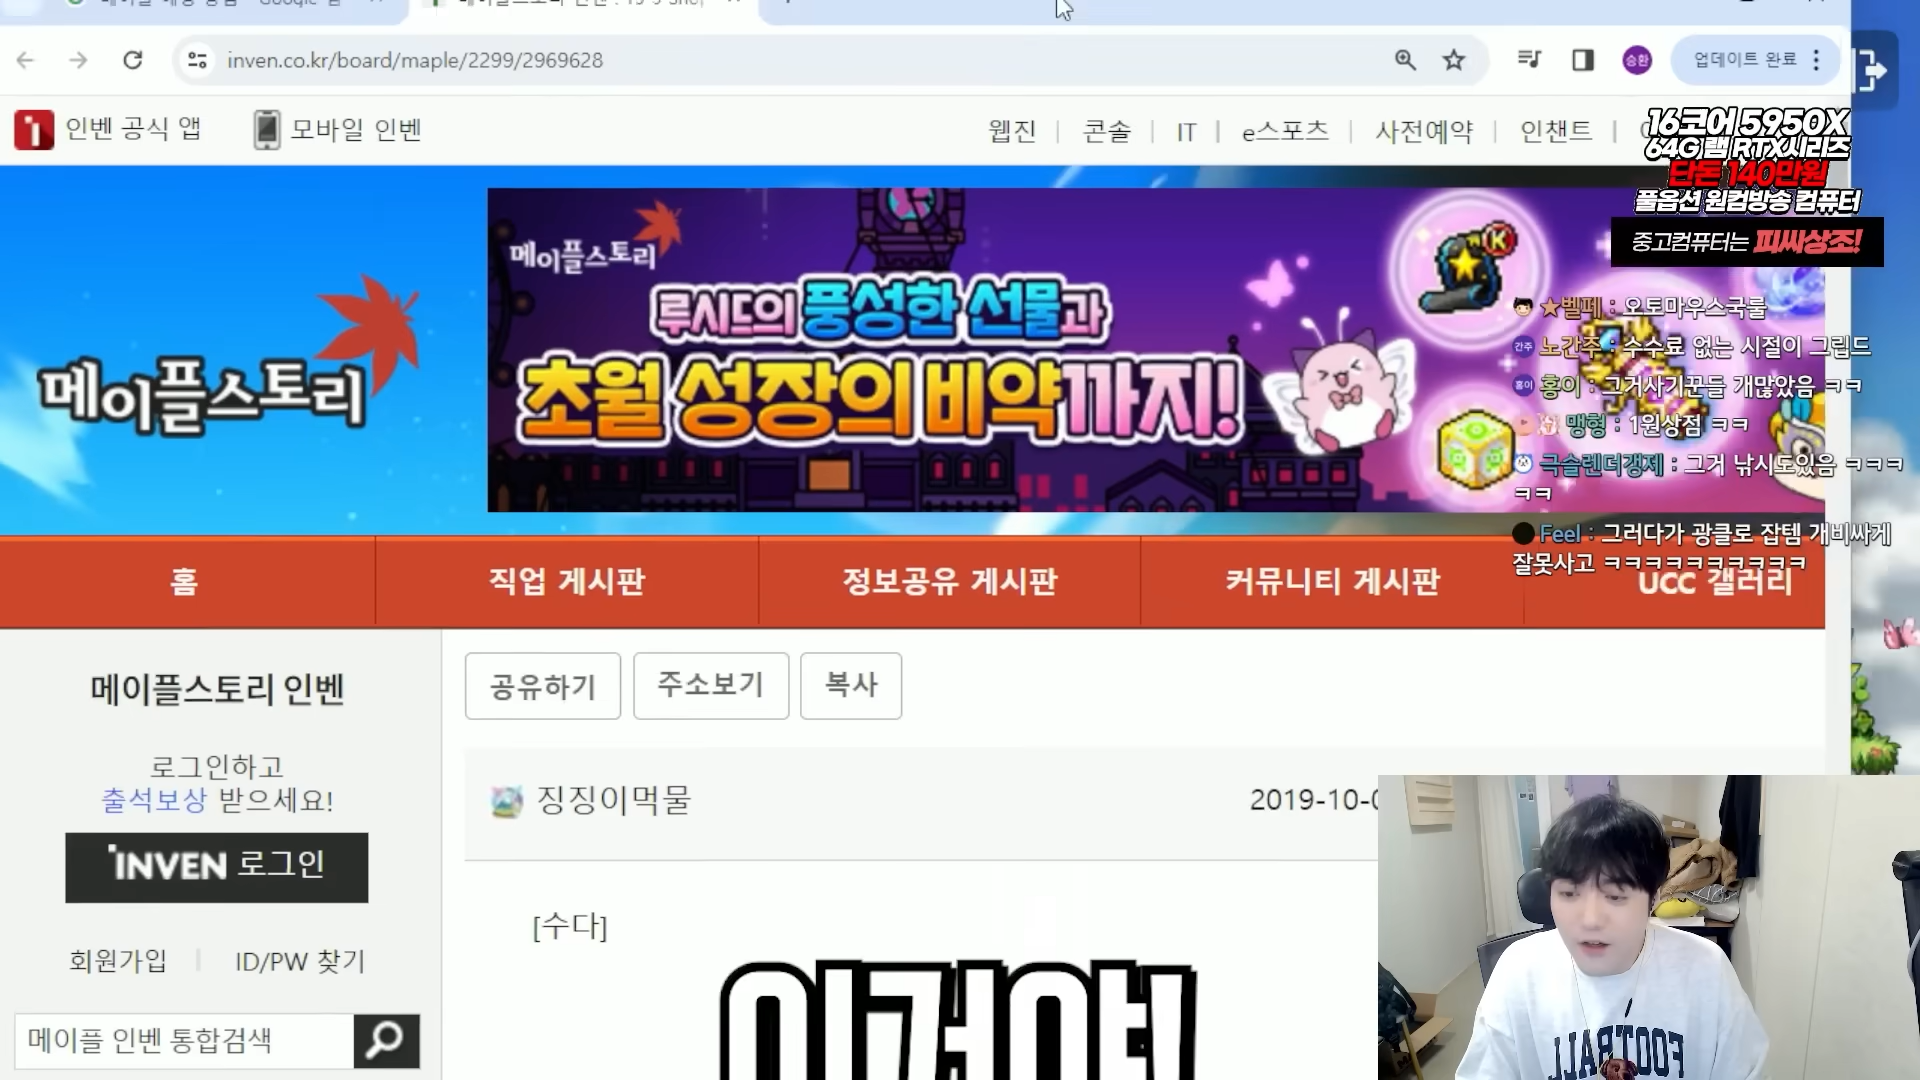 inven.co.kr/board/maple/2299/2969628
승환
업데이트 완료
인벤 공식 앱
모바일 인벤
웹진
콘솔
IT
e스포츠
사전예약
인챈트
16코어 5950X
64G 램 RTX시리즈
단돈 140만원
풀옵션 원컴방송 컴퓨터
중고컴퓨터는 피씨상조!
메이플스토리
메이플스토리
루시드의 풍성한 선물과
초월 성장의 비약까지!
K
★벨페 : 오토마우스국룰
간주 노간주 : 수수료 없는 시절이 그립드
홍이 홍이 : 그거사기꾼들 개많았음 ㅋㅋ
맹형 : 1원상점 ㅋㅋ
극슬렌더갱제 : 그거 낚시도있음 ㅋㅋㅋ
ㅋㅋ
Feel : 그러다가 광클로 잡템 개비싸게
잘못사고 ㅋㅋㅋㅋㅋㅋㅋㅋㅋㅋ
홈
직업 게시판
정보공유 게시판
커뮤니티 게시판
UCC 갤러리
메이플스토리 인벤
로그인하고
출석보상 받으세요!
INVEN 로그인
회원가입
ID/PW 찾기
메이플 인벤 통합검색
공유하기
주소보기
복사
징징이먹물
2019-10-0
[수다]
이거야!
FOOTBALL